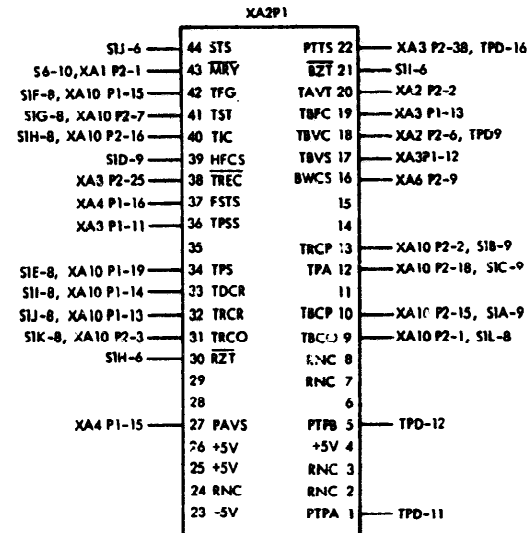 XA2P1
S1J-6 44 STS PTTS 22 XA3 P2-38, TPD-16
S6-10, XA1 P2-1 43 MRY BZT 21 S1I-6
S1F-8, XA10 P1-15 42 TFG TAVT 20 XA2 P2-2
S1G-8, XA10 P2-7 41 TST TBFC 19 XA3 P1-13
S1H-8, XA10 P2-16 40 TIC TBVC 18 XA2 P2-6, TPD9
S1D-9 39 HFCS TBVS 17 XA3P1-12
XA3 P2-25 38 TREC BWCS 16 XA6 P2-9
XA4 P1-16 37 FSTS 15
XA3 P1-11 36 TPSS 14
35 TRCP 13 XA10 P2-2, S1B-9
S1E-8, XA10 P1-19 34 TPS TPA 12 XA10 P2-18, S1C-9
S1I-8, XA10 P1-14 33 TDCR 11
S1J-8, XA10 P1-13 32 TRCR TBCP 10 XA10 P2-15, S1A-9
S1K-8, XA10 P2-3 31 TRCO TBCO 9 XA10 P2-1, S1L-8
S1H-6 30 RZT RNC 8
29 RNC 7
28 6
XA4 P1-15 27 PAVS PTPB 5 TPD-12
26 +5V +5V 4
25 +5V RNC 3
24 RNC RNC 2
23 -5V PTPA 1 TPD-11